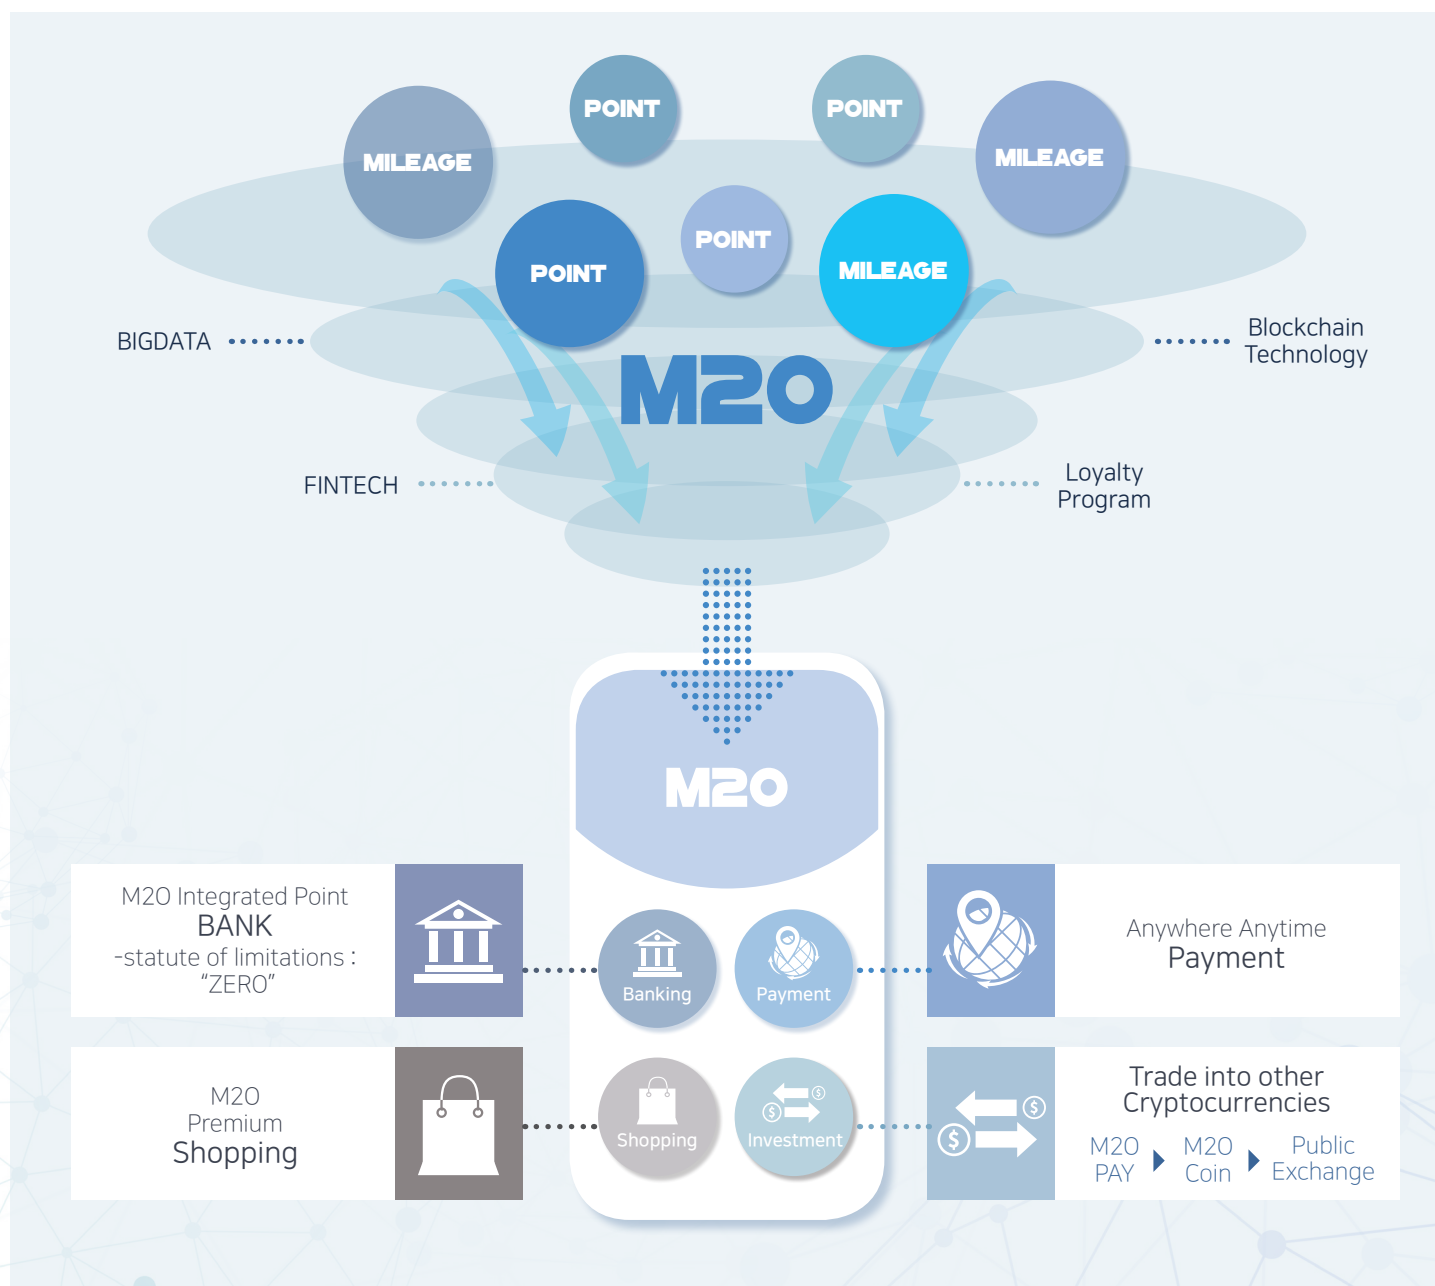 POINT
POINT
MILEAGE
MILEAGE
POINT
POINT
MILEAGE
BIGDATA
Blockchain
Technology
M2O
FINTECH
Loyalty
Program
M2O
M2O Integrated Point
BANK
-statute of limitations :
“ZERO”
Banking
Payment
Anywhere Anytime
Payment
M2O
Premium
Shopping
Shopping
Investment
Trade into other
Cryptocurrencies
M2O
PAY
M2O
Coin
Public
Exchange